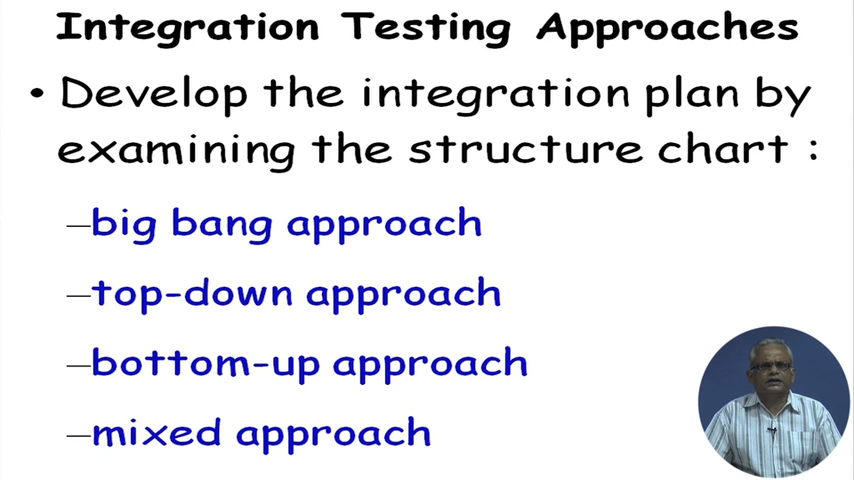 Integration Testing Approaches
• Develop the integration plan by
examining the structure chart :
–big bang approach
–top-down approach
–bottom-up approach
–mixed approach